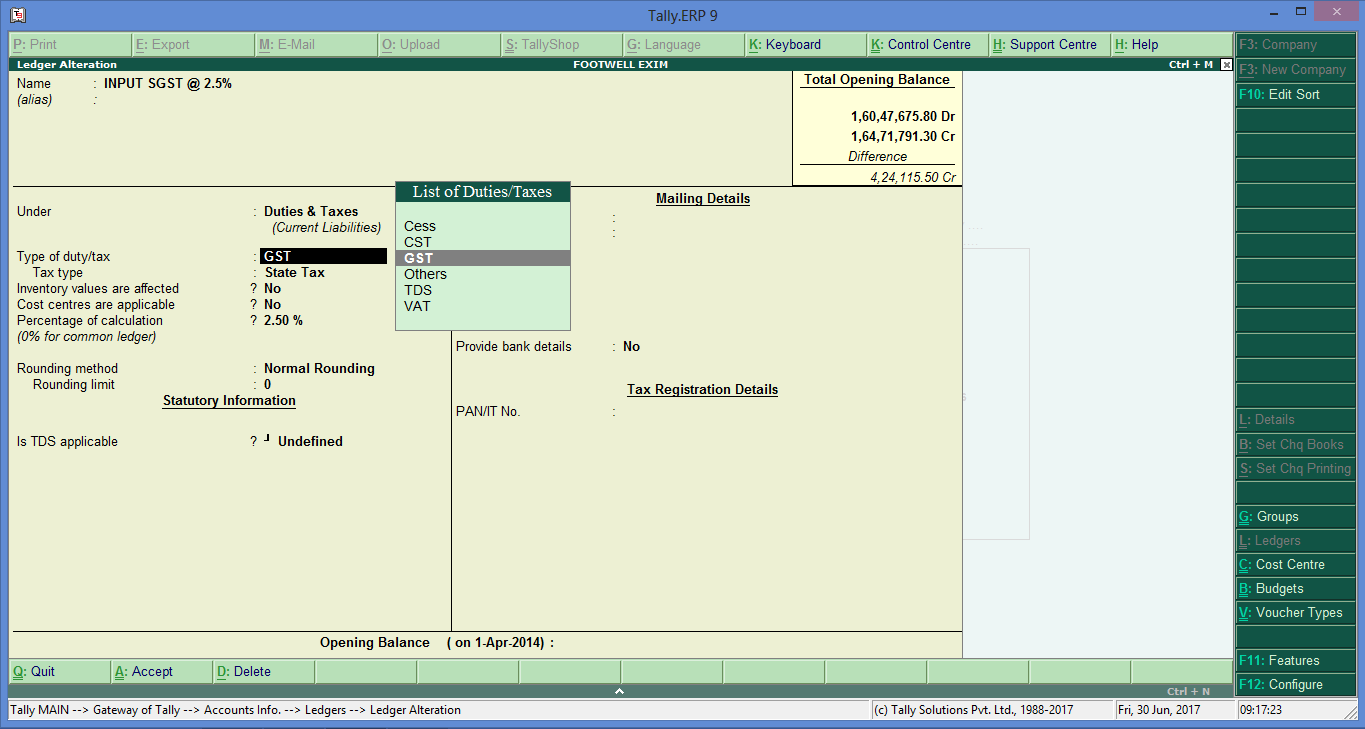 Tally.ERP 9
P: Print E: Export M: E-Mail O: Upload S: TallyShop G: Language K: Keyboard K: Control Centre H: Support Centre H: Help
Ledger Alteration FOOTWELL EXIM Ctrl + M
Name : INPUT SGST @ 2.5%
(alias) :
Total Opening Balance
1,60,47,675.80 Dr
1,64,71,791.30 Cr
Difference
4,24,115.50 Cr
Under : Duties & Taxes
(Current Liabilities)
Type of duty/tax : GST
Tax type : State Tax
Inventory values are affected ? No
Cost centres are applicable ? No
Percentage of calculation ? 2.50 %
(0% for common ledger)
Rounding method : Normal Rounding
Rounding limit : 0
Statutory Information
Is TDS applicable ? ┘ Undefined
List of Duties/Taxes
Cess
CST
GST
Others
TDS
VAT
Mailing Details
:
:
Provide bank details : No
Tax Registration Details
PAN/IT No. :
Opening Balance ( on 1-Apr-2014) :
F3: Company
F3: New Company
F10: Edit Sort
L: Details
B: Set Chq Books
S: Set Chq Printing
G: Groups
L: Ledgers
C: Cost Centre
B: Budgets
V: Voucher Types
F11: Features
F12: Configure
Q: Quit A: Accept D: Delete
Ctrl + N
Tally MAIN --> Gateway of Tally --> Accounts Info. --> Ledgers --> Ledger Alteration (c) Tally Solutions Pvt. Ltd., 1988-2017 Fri, 30 Jun, 2017 09:17:23